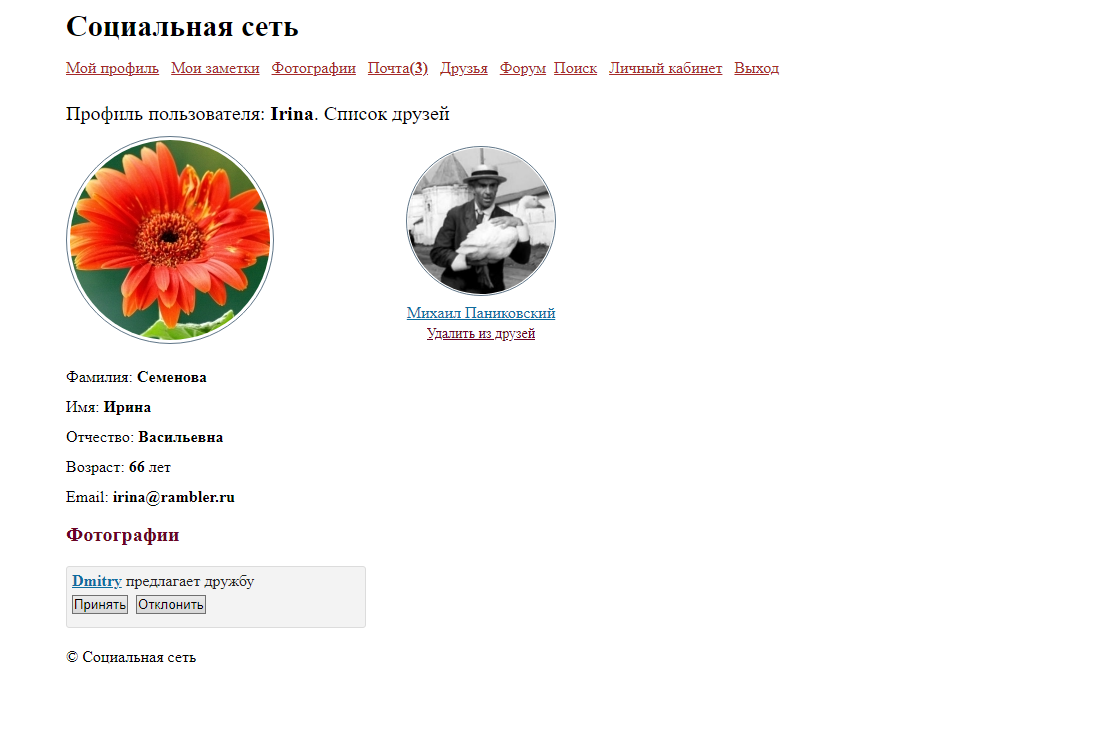 Социальная сеть
Мой профиль Мои заметки Фотографии Почта(3) Друзья Форум Поиск Личный кабинет Выход
Профиль пользователя: Irina. Список друзей
Михаил Паниковский
Удалить из друзей
Фамилия: Семенова
Имя: Ирина
Отчество: Васильевна
Возраст: 66 лет
Email: irina@rambler.ru
Фотографии
Dmitry предлагает дружбу
Принять Отклонить
© Социальная сеть